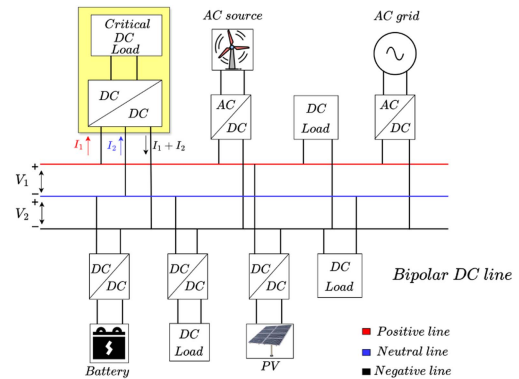 Critical
DC
Load
AC source
AC grid
DC
DC
AC
DC
DC
Load
AC
DC
I₁
I₂
I₁ + I₂
+
V₁
−
+
V₂
−
DC
DC
DC
DC
DC
DC
DC
Load
Bipolar DC line
Battery
DC
Load
PV
Positive line
Neutral line
Negative line